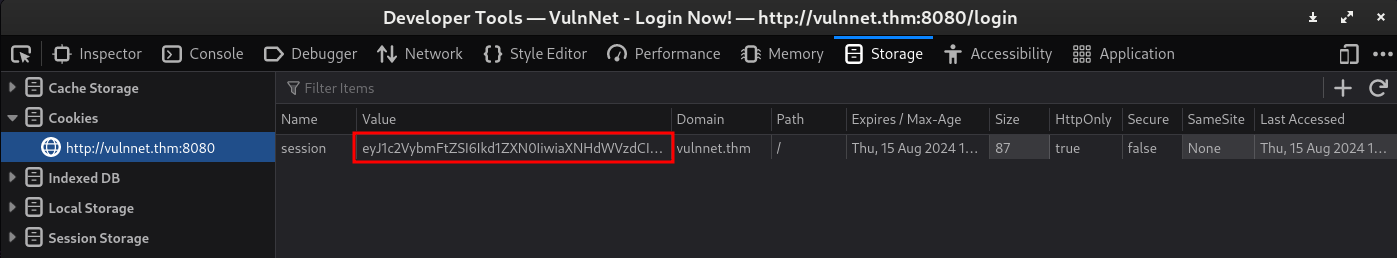 Developer Tools — VulnNet - Login Now! — http://vulnnet.thm:8080/login
Inspector Console Debugger Network Style Editor Performance Memory Storage Accessibility Application
Cache Storage
Cookies
http://vulnnet.thm:8080
Indexed DB
Local Storage
Session Storage
Filter Items
Name Value Domain Path Expires / Max-Age Size HttpOnly Secure SameSite Last Accessed
session eyJ1c2VybmFtZSI6Ikd1ZXN0IiwiaXNHdWVzdCI... vulnnet.thm / Thu, 15 Aug 2024 1... 87 true false None Thu, 15 Aug 2024 1...